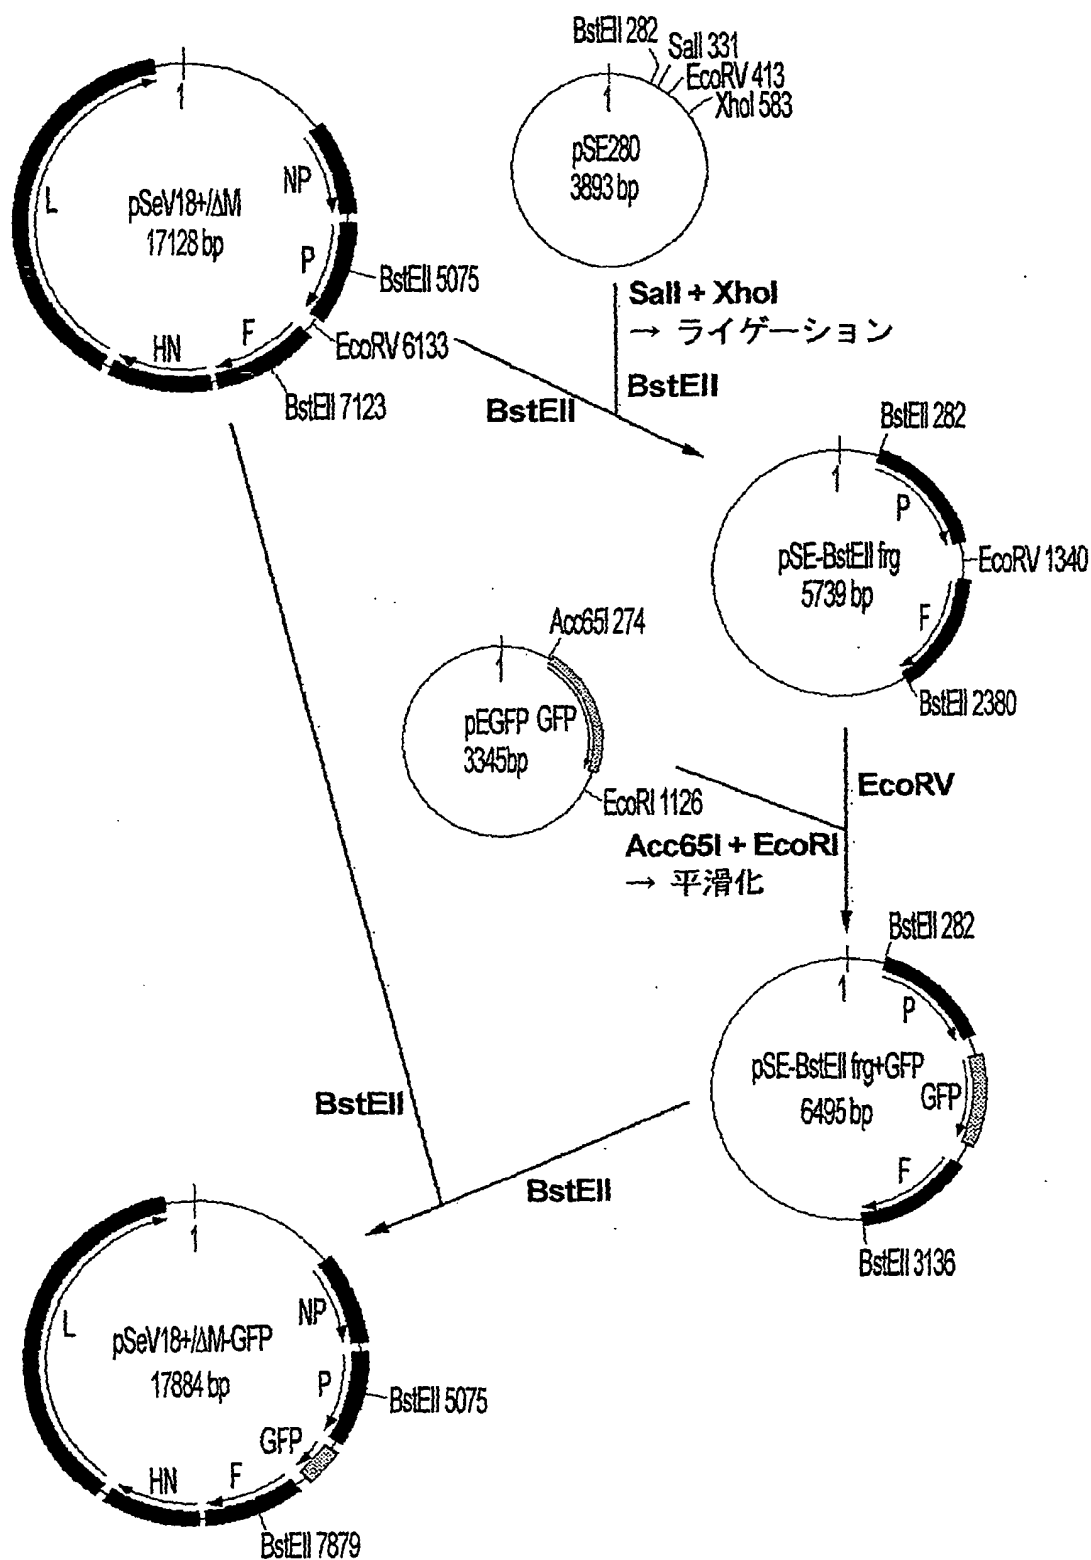 1
L
NP
P
F
HN
pSeV18+/ΔM
17128 bp
BstEII 5075
EcoRV 6133
BstEII 7123
BstEII 282
SalI 331
EcoRV 413
XhoI 583
1
pSE280
3893 bp
SalI + XhoI
→ ライゲーション
BstEII
BstEII
BstEII 282
1
P
pSE-BstEII frg
5739 bp
EcoRV 1340
F
BstEII 2380
Acc65I 274
1
pEGFP GFP
3345bp
EcoRI 1126
EcoRV
Acc65I + EcoRI
→ 平滑化
BstEII 282
1
P
pSE-BstEII frg+GFP
6495 bp
GFP
F
BstEII 3136
BstEII
BstEII
1
L
NP
pSeV18+/ΔM-GFP
17884 bp
P
BstEII 5075
GFP
F
HN
BstEII 7879